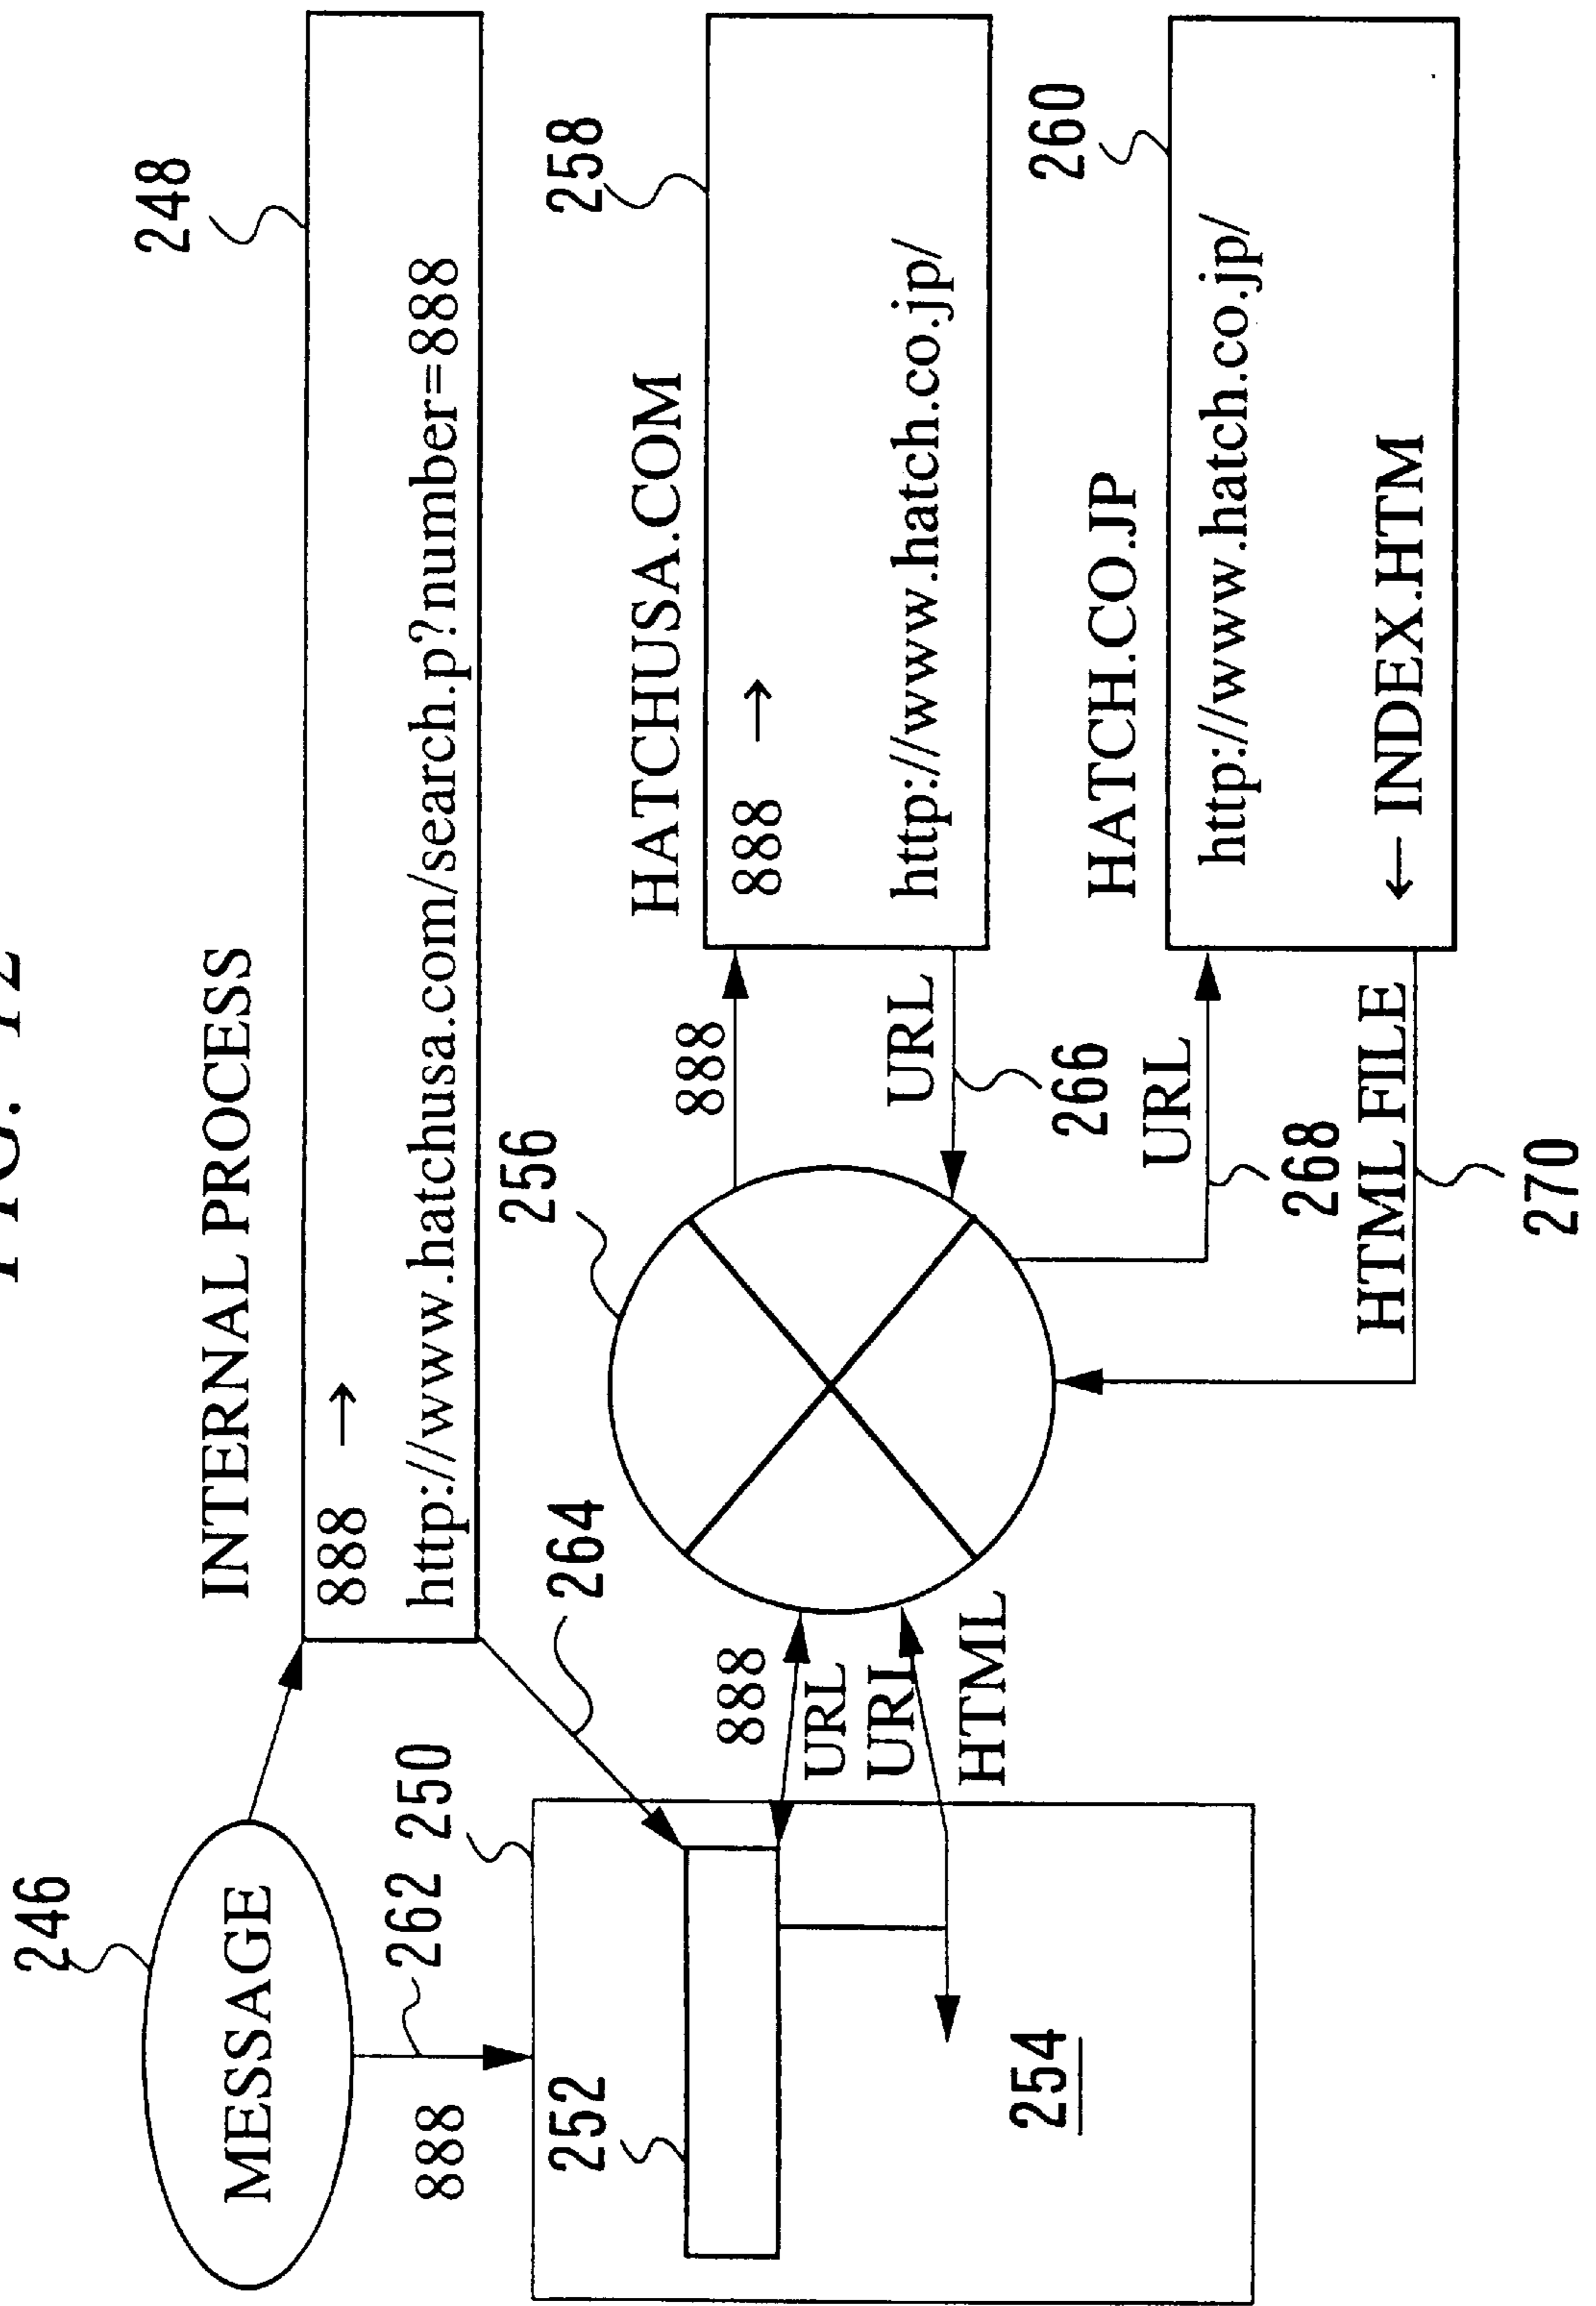 FIG. 12
INTERNAL PROCESS
248
888 →
http://www.hatchusa.com/search.p?number=888
246
MESSAGE
262
888
250
264
252
254
888
URL
URL
HTML
256
888
URL
266
HATCHUSA.COM
258
888 →
http://www.hatch.co.jp/
HATCH.CO.JP
260
http://www.hatch.co.jp/
← INDEX.HTM
URL
268
HTML FILE
270